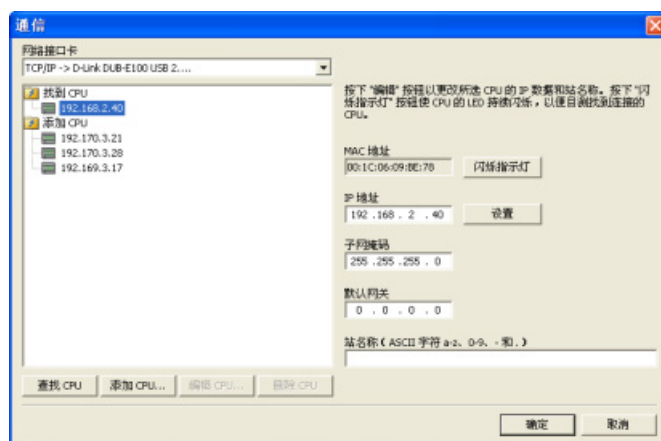 通信
网络接口卡
TCP/IP -> D-Link DUB-E100 USB 2....
找到 CPU
192.168.2.40
添加 CPU
192.170.3.21
192.170.3.28
192.169.3.17
按下“编辑”按钮以更改所选 CPU 的 IP 数据和站名称。按下“闪
烁指示灯”按钮使 CPU 的 LED 持续闪烁，以便目测找到连接的
CPU。
MAC 地址
00:1C:06:09:8E:78
闪烁指示灯
IP 地址
192 .168 . 2 . 40
设置
子网掩码
255 .255 .255 . 0
默认网关
0 . 0 . 0 . 0
站名称（ASCII 字符 a-z、0-9、- 和 .）
查找 CPU
添加 CPU...
编辑 CPU...
删除 CPU
确定
取消